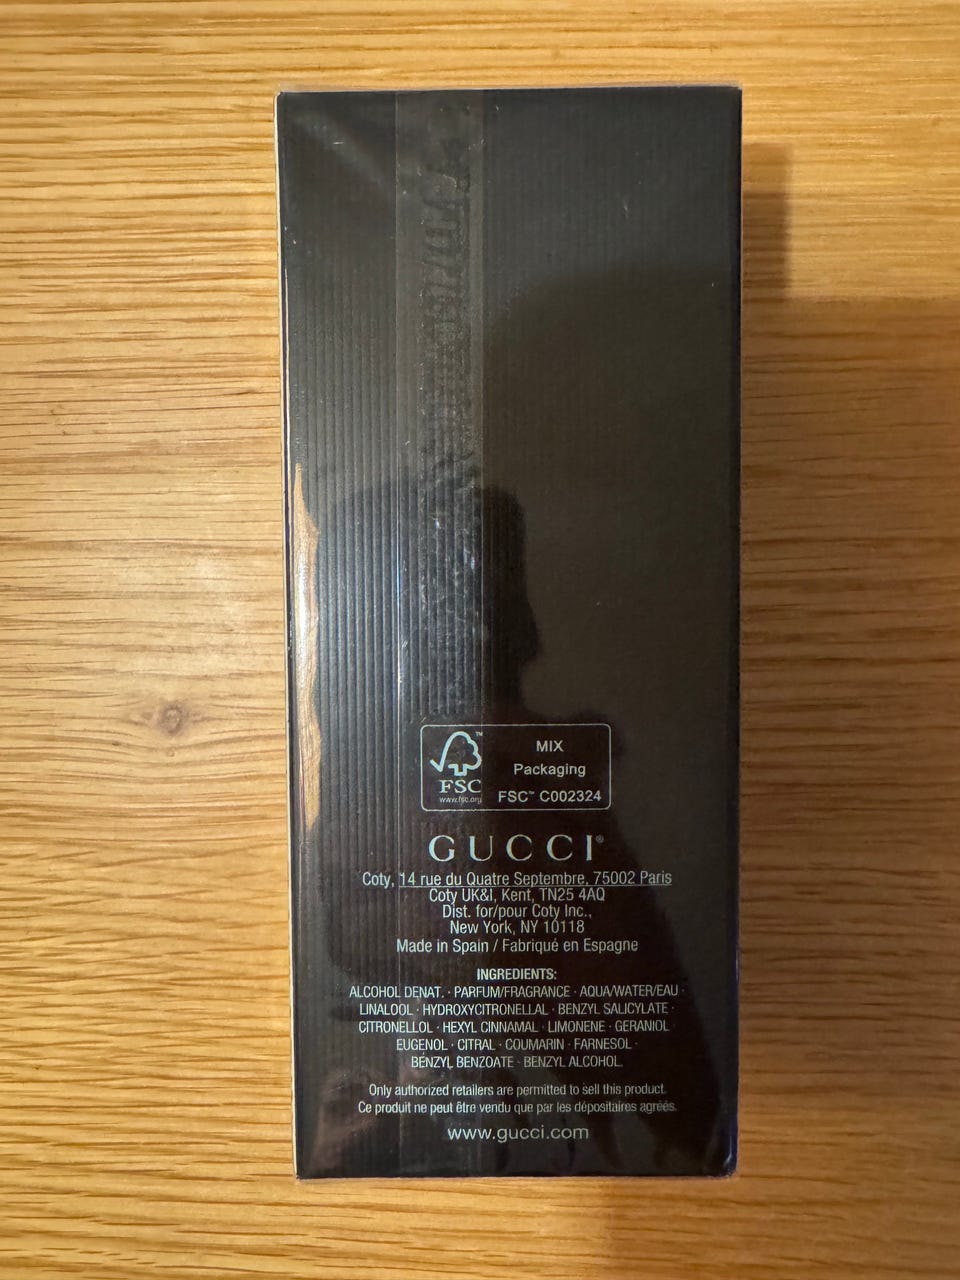 MIX
Packaging
FSC™ C002324
FSC
www.fsc.org
GUCCI®
Coty, 14 rue du Quatre Septembre, 75002 Paris
Coty UK&I, Kent, TN25 4AQ
Dist. for/pour Coty Inc.,
New York, NY 10118
Made in Spain / Fabriqué en Espagne
INGREDIENTS:
ALCOHOL DENAT. · PARFUM/FRAGRANCE · AQUA/WATER/EAU ·
LINALOOL · HYDROXYCITRONELLAL · BENZYL SALICYLATE ·
CITRONELLOL · HEXYL CINNAMAL · LIMONENE · GERANIOL
EUGENOL · CITRAL · COUMARIN · FARNESOL ·
BENZYL BENZOATE · BENZYL ALCOHOL.
Only authorized retailers are permitted to sell this product.
Ce produit ne peut être vendu que par les dépositaires agréés.
www.gucci.com